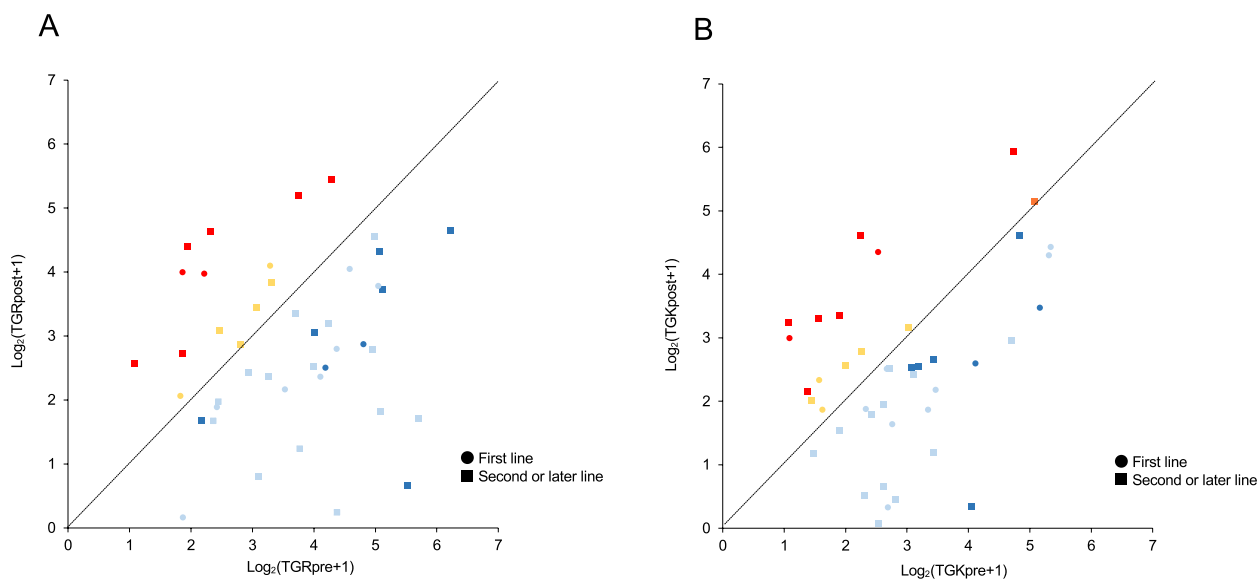 A
7
6
5
4
3
2
1
0
Log₂(TGRpost+1)
First line
Second or later line
0 1 2 3 4 5 6 7
Log₂(TGRpre+1)
B
7
6
5
4
3
2
1
0
Log₂(TGKpost+1)
First line
Second or later line
0 1 2 3 4 5 6 7
Log₂(TGKpre+1)